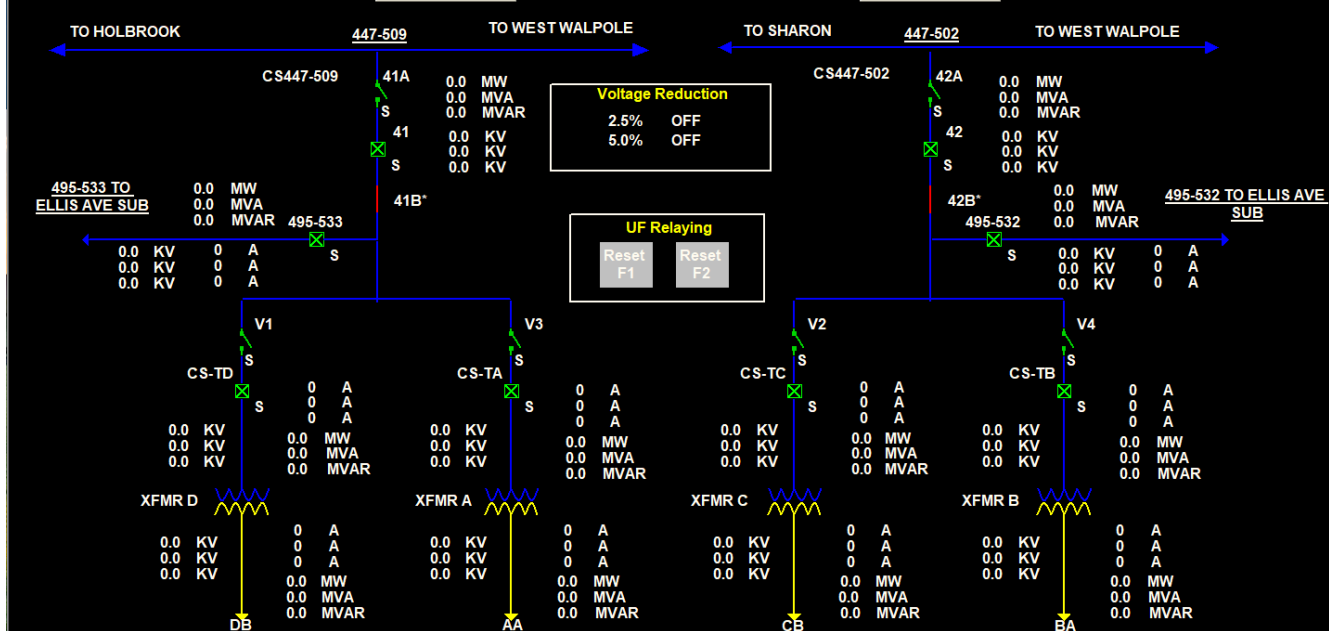 TO HOLBROOK
447-509
TO WEST WALPOLE
TO SHARON
447-502
TO WEST WALPOLE
CS447-509
41A
0.0 MW
0.0 MVA
0.0 MVAR
S
41
0.0 KV
0.0 KV
0.0 KV
S
Voltage Reduction
2.5% OFF
5.0% OFF
CS447-502
42A
0.0 MW
0.0 MVA
0.0 MVAR
S
42
0.0 KV
0.0 KV
0.0 KV
S
495-533 TO
ELLIS AVE SUB
0.0 MW
0.0 MVA
0.0 MVAR
41B*
495-533
S
0.0 KV 0 A
0.0 KV 0 A
0.0 KV 0 A
UF Relaying
Reset
F1
Reset
F2
42B*
495-532
S
0.0 MW
0.0 MVA
0.0 MVAR
495-532 TO ELLIS AVE
SUB
0.0 KV 0 A
0.0 KV 0 A
0.0 KV 0 A
V1
S
CS-TD
S
0 A
0 A
0 A
0.0 KV
0.0 KV
0.0 KV
0.0 MW
0.0 MVA
0.0 MVAR
XFMR D
0.0 KV
0.0 KV
0.0 KV
0 A
0 A
0 A
0.0 MW
0.0 MVA
0.0 MVAR
DB
V3
S
CS-TA
S
0 A
0 A
0 A
0.0 KV
0.0 KV
0.0 KV
0.0 MW
0.0 MVA
0.0 MVAR
XFMR A
0.0 KV
0.0 KV
0.0 KV
0 A
0 A
0 A
0.0 MW
0.0 MVA
0.0 MVAR
AA
V2
S
CS-TC
S
0 A
0 A
0 A
0.0 KV
0.0 KV
0.0 KV
0.0 MW
0.0 MVA
0.0 MVAR
XFMR C
0.0 KV
0.0 KV
0.0 KV
0 A
0 A
0 A
0.0 MW
0.0 MVA
0.0 MVAR
CB
V4
S
CS-TB
S
0 A
0 A
0 A
0.0 KV
0.0 KV
0.0 KV
0.0 MW
0.0 MVA
0.0 MVAR
XFMR B
0.0 KV
0.0 KV
0.0 KV
0 A
0 A
0 A
0.0 MW
0.0 MVA
0.0 MVAR
BA